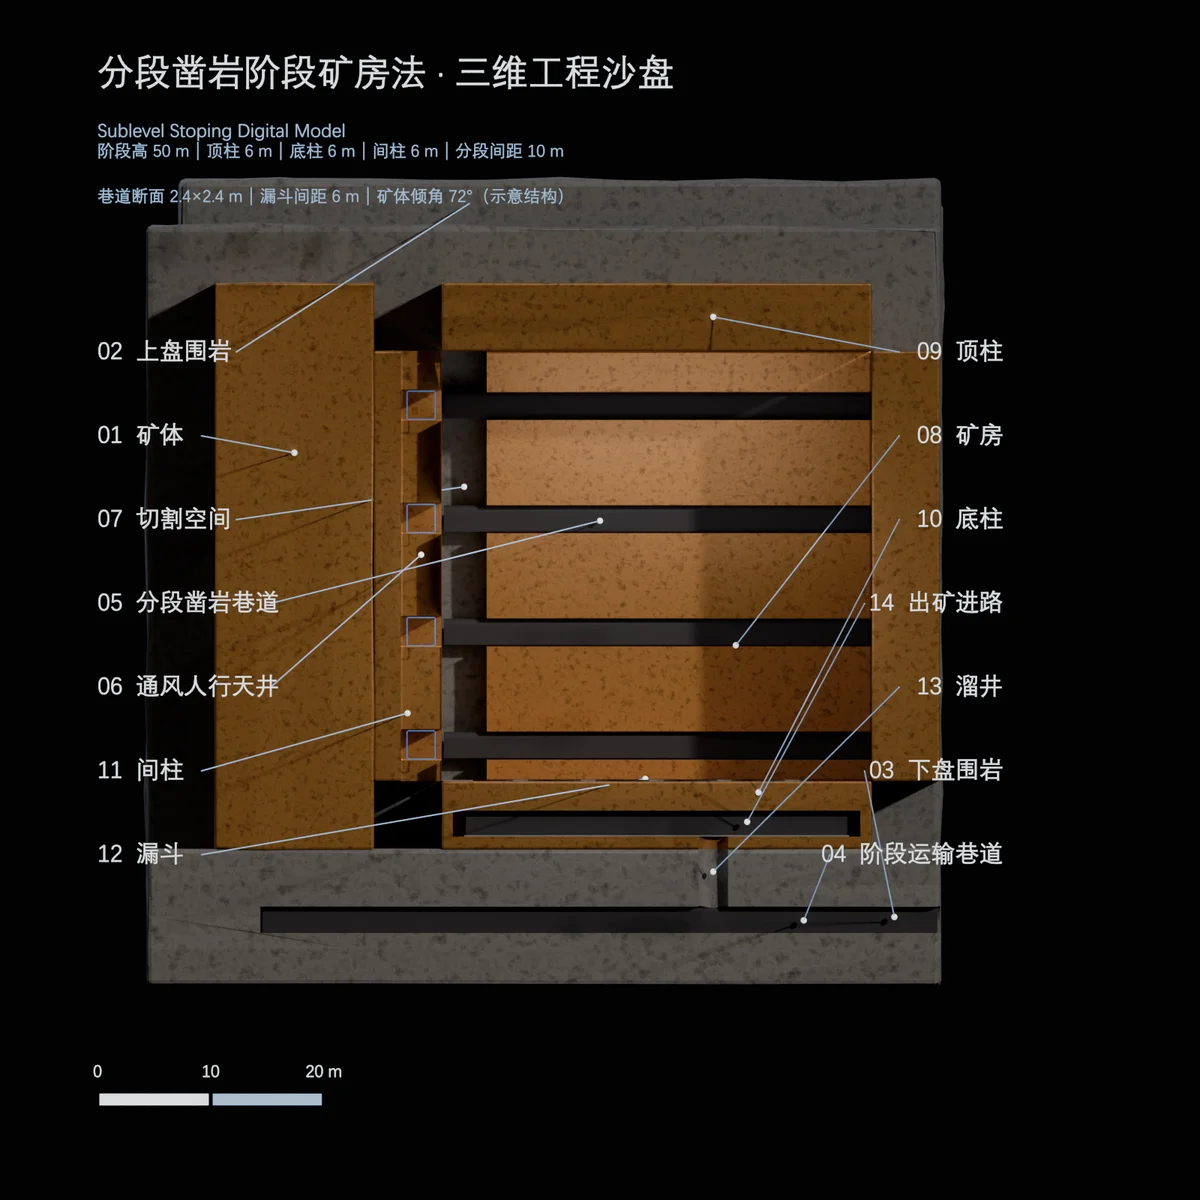 分段凿岩阶段矿房法 · 三维工程沙盘
Sublevel Stoping Digital Model
阶段高 50 m｜顶柱 6 m｜底柱 6 m｜间柱 6 m｜分段间距 10 m
巷道断面 2.4×2.4 m｜漏斗间距 6 m｜矿体倾角 72°（示意结构）
02 上盘围岩
01 矿体
07 切割空间
05 分段凿岩巷道
06 通风人行天井
11 间柱
12 漏斗
09 顶柱
08 矿房
10 底柱
14 出矿进路
13 溜井
03 下盘围岩
04 阶段运输巷道
0 10 20 m